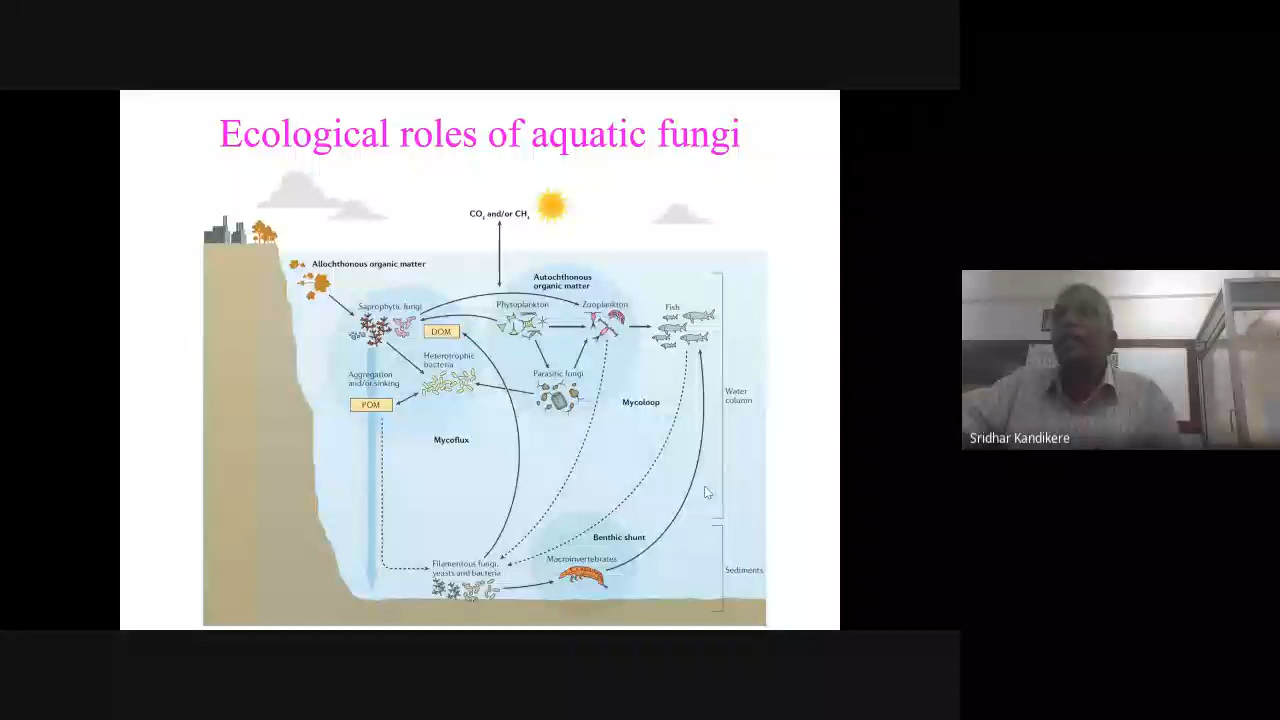 Ecological roles of aquatic fungi
CO2 and/or CH4
Allochthonous organic matter
Autochthonous
organic matter
Saprophytic fungi
Phytoplankton
Zooplankton
Fish
DOM
Heterotrophic
bacteria
Aggregation
and/or sinking
Parasitic fungi
POM
Mycoloop
Water
column
Mycoflux
Sridhar Kandikere
Benthic shunt
Macroinvertebrates
Filamentous fungi,
yeasts and bacteria
Sediments